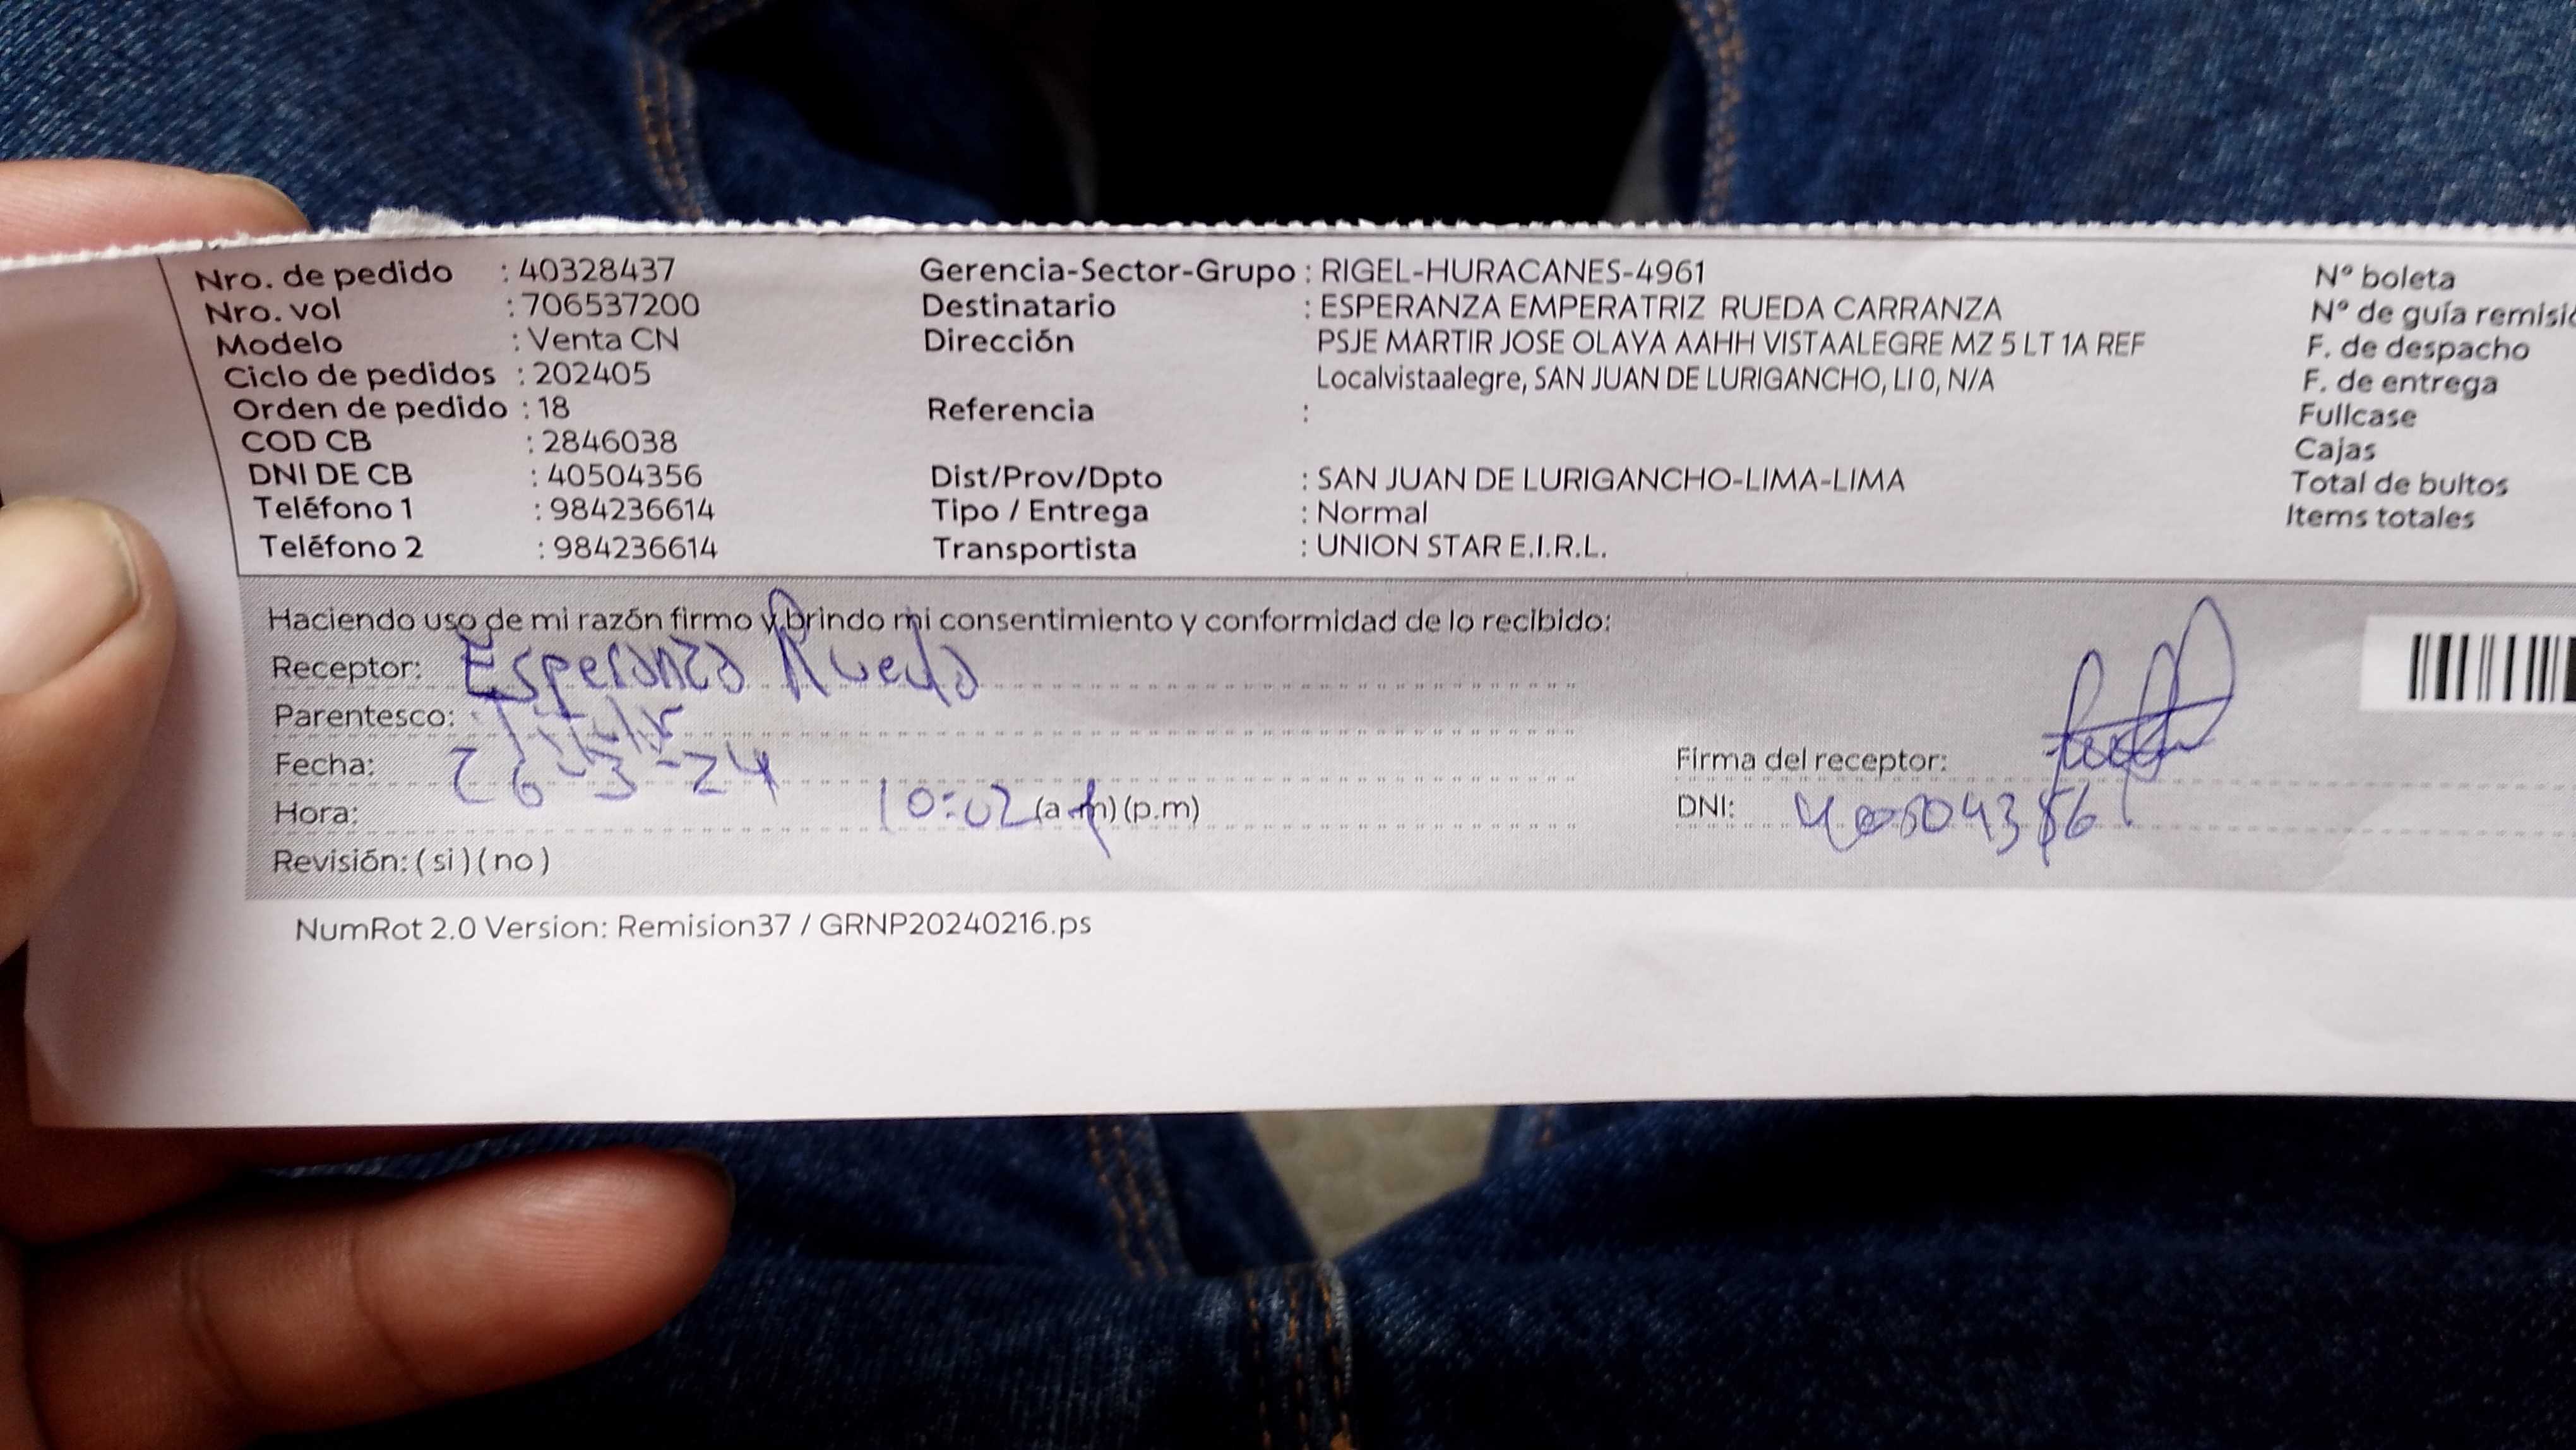 Nro. de pedido : 40328437
Nro. vol : 706537200
Modelo : Venta CN
Ciclo de pedidos : 202405
Orden de pedido : 18
COD CB : 2846038
DNI DE CB : 40504356
Teléfono 1 : 984236614
Teléfono 2 : 984236614
Gerencia-Sector-Grupo : RIGEL-HURACANES-4961
Destinatario : ESPERANZA EMPERATRIZ RUEDA CARRANZA
Dirección PSJE MARTIR JOSE OLAYA AAHH VISTAALEGRE MZ 5 LT 1A REF
Localvistaalegre, SAN JUAN DE LURIGANCHO, LI 0, N/A
Referencia :
Dist/Prov/Dpto : SAN JUAN DE LURIGANCHO-LIMA-LIMA
Tipo / Entrega : Normal
Transportista : UNION STAR E.I.R.L.
Nº boleta
Nº de guía
F. de despacho
F. de entrega
Fullcase
Cajas
Total de bultos
Items totales
Haciendo uso de mi razón firmo y brindo mi consentimiento y conformidad de lo recibido:
Receptor: Esperanza Rueda
Parentesco: Titular
Fecha: 26-3-24
Hora: 10:02 (a.m) (p.m)
Revisión: ( si ) ( no )
Firma del receptor:
DNI:
NumRot 2.0 Version: Remision37 / GRNP20240216.ps